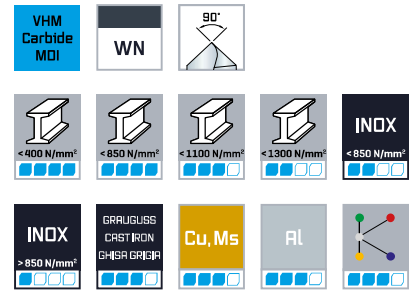 VHM
Carbide
MDI
WN
90°
<400 N/mm²
<850 N/mm²
<1100 N/mm²
<1300 N/mm²
INOX
<850 N/mm²
INOX
>850 N/mm²
GRAUGUSS
CAST IRON
GHISA GRIGIA
Cu, Ms
Al